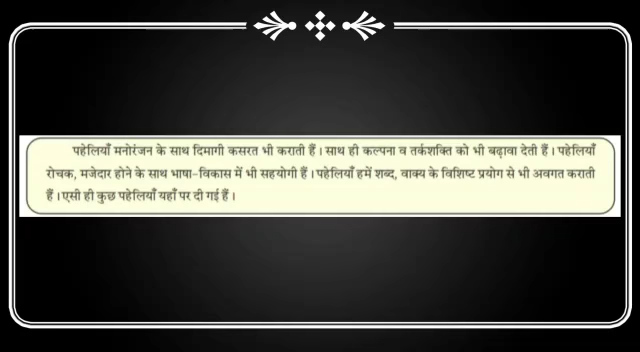 पहेलियाँ मनोरंजन के साथ दिमागी कसरत भी कराती हैं। साथ ही कल्पना व तर्कशक्ति को भी बढ़ावा देती हैं। पहेलियाँ
रोचक, मजेदार होने के साथ भाषा-विकास में भी सहयोगी हैं। पहेलियाँ हमें शब्द, वाक्य के विशिष्ट प्रयोग से भी अवगत कराती
हैं। एसी ही कुछ पहेलियाँ यहाँ पर दी गई हैं।